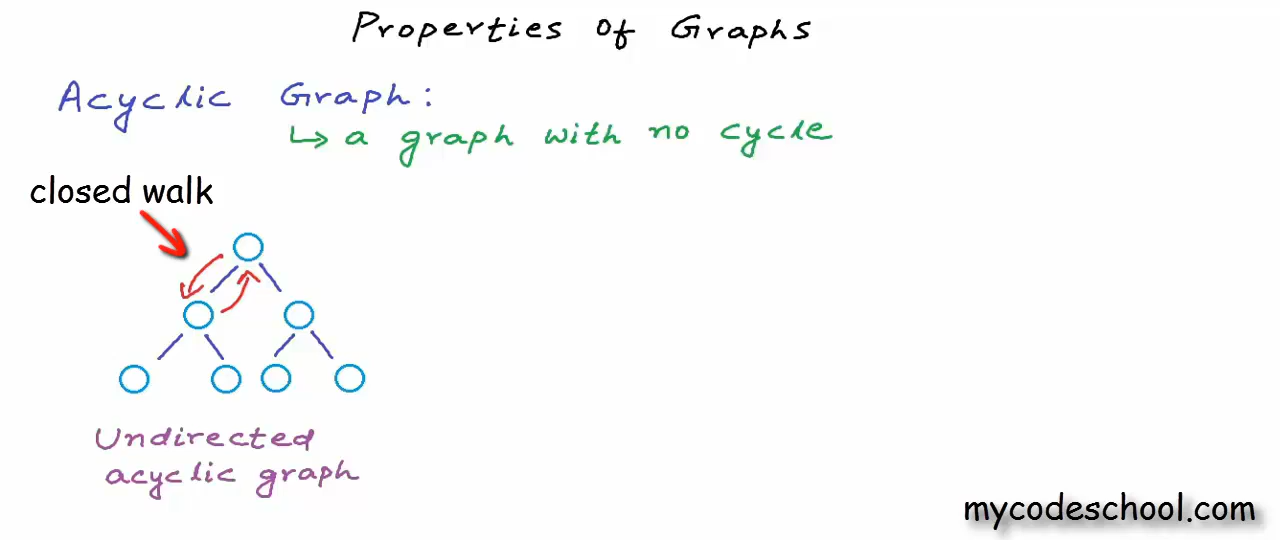 Properties of Graphs
Acyclic Graph:
↳ a graph with no cycle
closed walk
Undirected
acyclic graph
mycodeschool.com